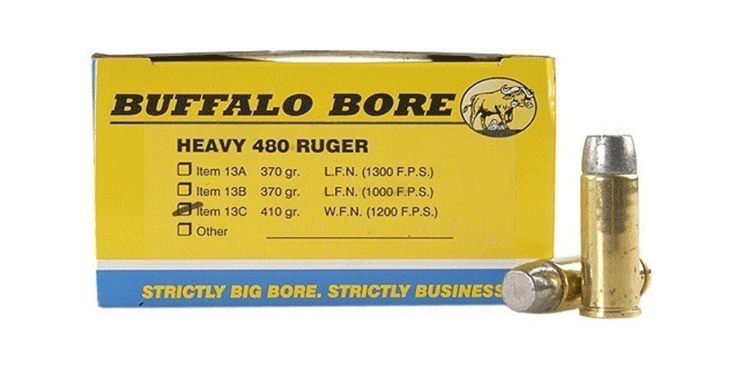 BUFFALO BORE
HEAVY 480 RUGER
Item 13A 370 gr. L.F.N. (1300 F.P.S.)
Item 13B 370 gr. L.F.N. (1000 F.P.S.)
Item 13C 410 gr. W.F.N. (1200 F.P.S.)
Other
STRICTLY BIG BORE. STRICTLY BUSINESS